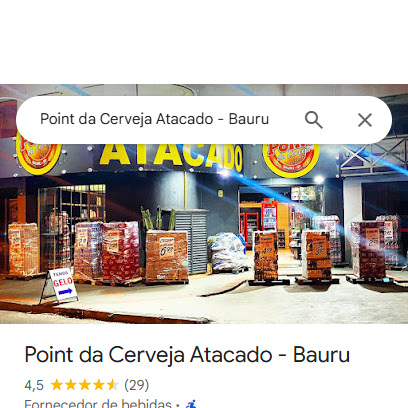 Point da Cerveja Atacado - Bauru
ATACADO
TEMOS
GELO
Point da Cerveja Atacado - Bauru
4,5 (29)
Fornecedor de bebidas ·